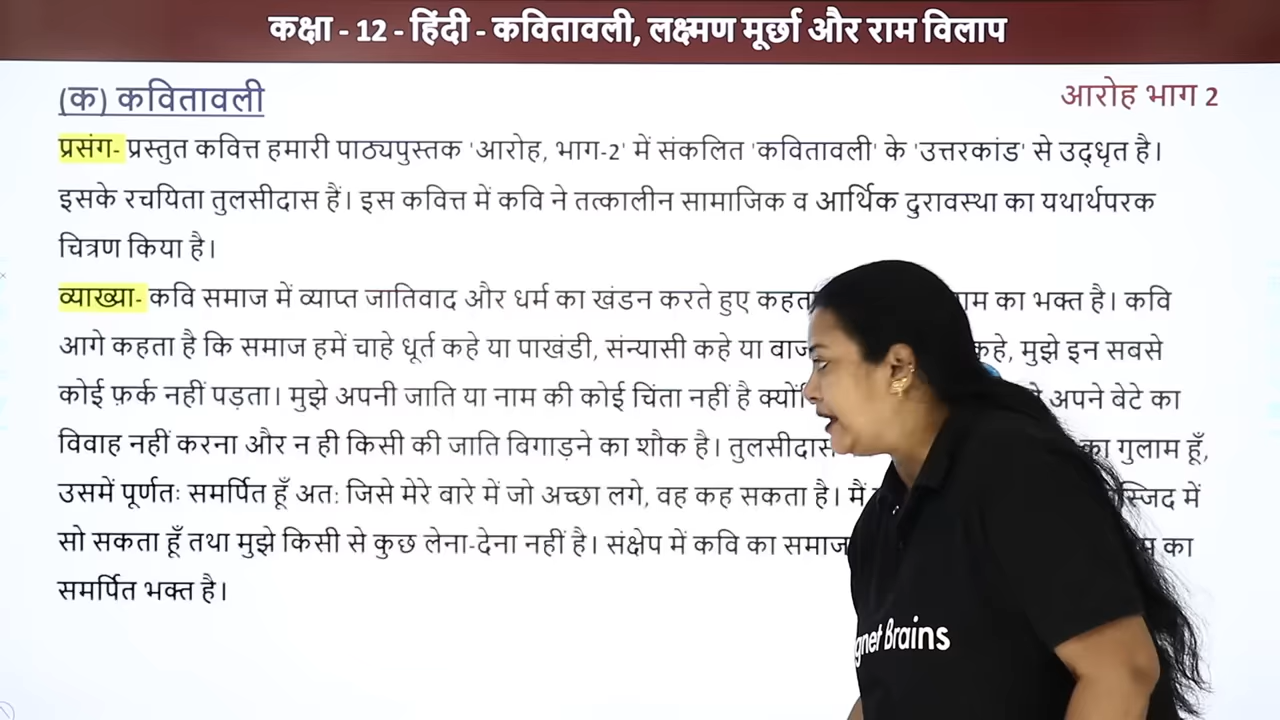 कक्षा - 12 - हिंदी - कवितावली, लक्ष्मण मूर्छा और राम विलाप
(क) कवितावली
आरोह भाग 2
प्रसंग- प्रस्तुत कवित्त हमारी पाठ्यपुस्तक 'आरोह, भाग-2' में संकलित 'कवितावली' के 'उत्तरकांड' से उद्धृत है।
इसके रचयिता तुलसीदास हैं। इस कवित्त में कवि ने तत्कालीन सामाजिक व आर्थिक दुरावस्था का यथार्थपरक
चित्रण किया है।
व्याख्या- कवि समाज में व्याप्त जातिवाद और धर्म का खंडन करते हुए का भक्त है। कवि
आगे कहता है कि समाज हमें चाहे धूर्त कहे या पाखंडी, संन्यासी कहे या कहे, मुझे इन सबसे
कोई फ़र्क नहीं पड़ता। मुझे अपनी जाति या नाम की कोई चिंता नहीं है अपने बेटे का
विवाह नहीं करना और न ही किसी की जाति बिगाड़ने का शौक है। तुलसीदास का गुलाम हूँ,
उसमें पूर्णतः समर्पित हूँ अत: जिसे मेरे बारे में जो अच्छा लगे, वह कह सकता है। मैं में
सो सकता हूँ तथा मुझे किसी से कुछ लेना-देना नहीं है। संक्षेप में कवि का समाज का
समर्पित भक्त है।
Brains